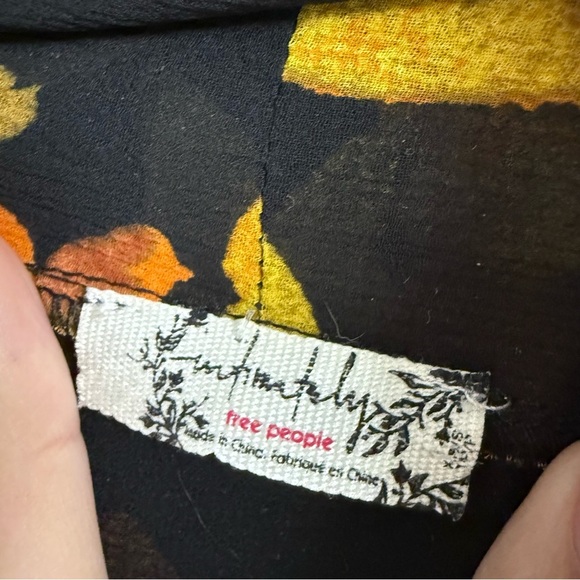 intimately
free people
Made in China. Fabriqué en Chine